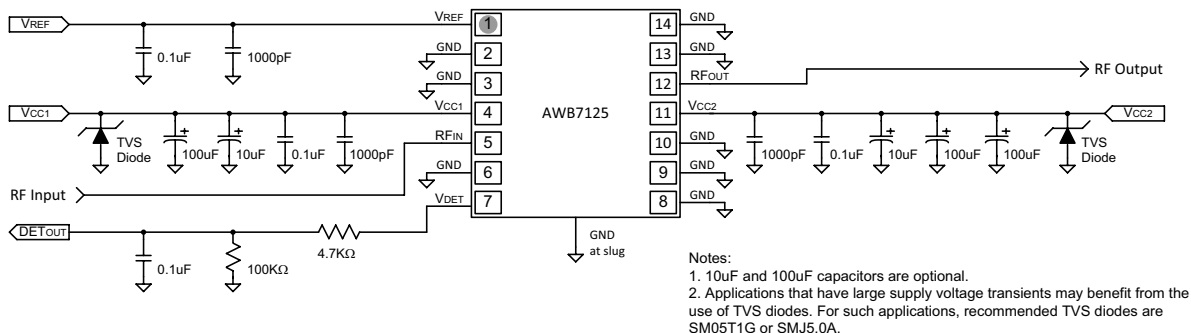 VREF
VREF
1
0.1uF
1000pF
GND
2
GND
3
VCC1
VCC1
4
TVS
Diode
100uF
10uF
0.1uF
1000pF
RFIN
5
RF Input
GND
6
VDET
7
DETOUT
0.1uF
100KΩ
4.7KΩ
AWB7125
GND
at slug
14
GND
13
GND
12
RFOUT
RF Output
11
VCC2
VCC2
1000pF
0.1uF
10uF
100uF
100uF
TVS
Diode
10
GND
9
GND
8
GND
Notes:
1. 10uF and 100uF capacitors are optional.
2. Applications that have large supply voltage transients may benefit from the
use of TVS diodes. For such applications, recommended TVS diodes are
SM05T1G or SMJ5.0A.